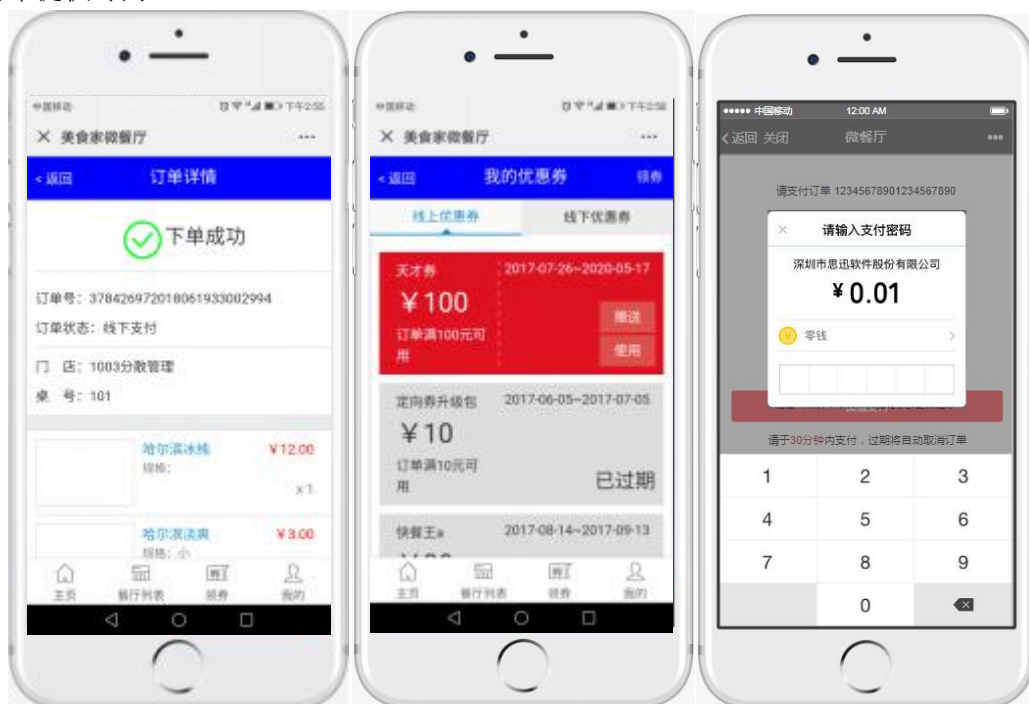 中国移动
下午2:55
美食家微餐厅
< 返回
订单详情
下单成功
订单号：378426972018061933002994
订单状态：线下支付
门 店：1003分散管理
桌 号：101
哈尔滨冰纯
¥12.00
规格：
x 1
哈尔滨淡爽
¥3.00
规格：小
主页
餐厅列表
领券
我的
中国移动
下午2:58
美食家微餐厅
< 返回
我的优惠券
领券
线上优惠券
线下优惠券
天才券
2017-07-26~2020-05-17
¥100
订单满100元可
用
赠送
使用
定向券升级包
2017-06-05~2017-07-05
¥10
订单满10元可
用
已过期
快餐王a
2017-08-14~2017-09-13
主页
餐厅列表
领券
我的
中国移动
12:00 AM
返回 关闭
微餐厅
请支付订单 12345678901234567890
请输入支付密码
深圳市思迅软件股份有限公司
¥ 0.01
零钱
请于30分钟内支付，过期将自动取消订单
1
2
3
4
5
6
7
8
9
0